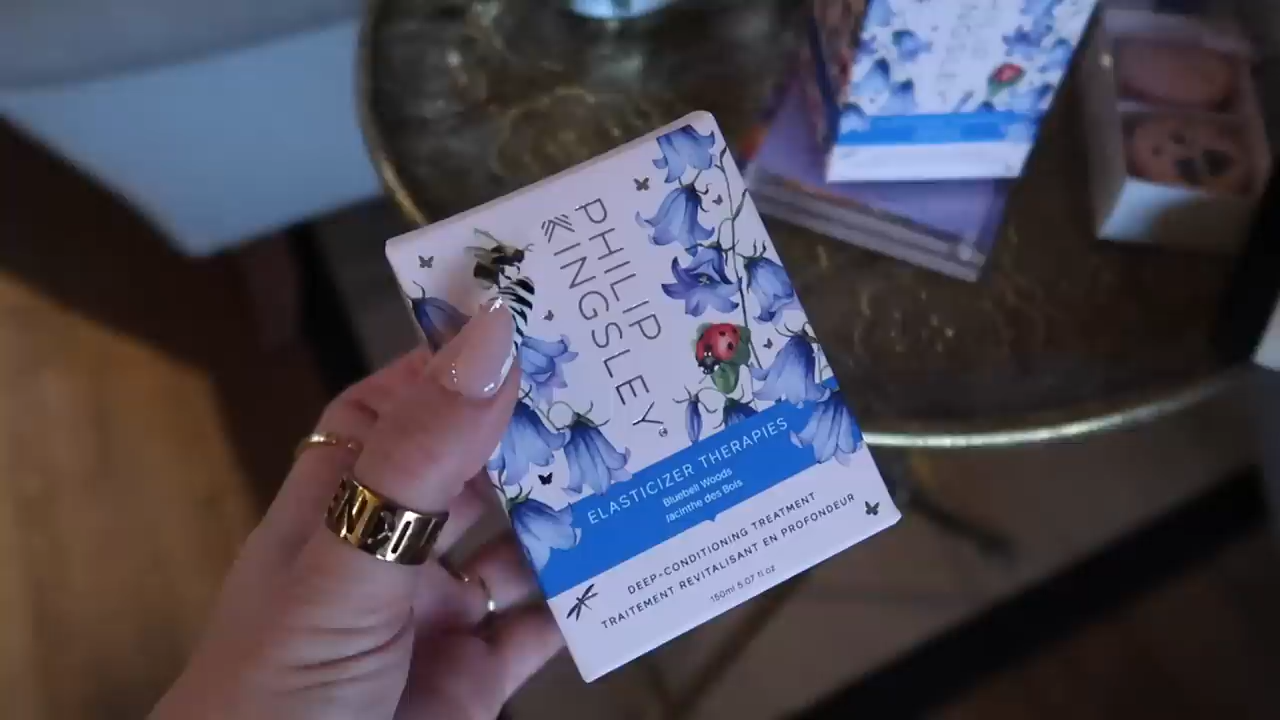 PHILIP
KINGSLEY®
ELASTICIZER THERAPIES
Bluebell Woods
Jacinthe des Bois
DEEP-CONDITIONING TREATMENT
TRAITEMENT REVITALISANT EN PROFONDEUR
150ml 5.07 fl oz